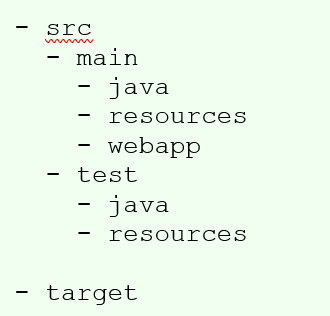 - src
- main
- java
- resources
- webapp
- test
- java
- resources
- target